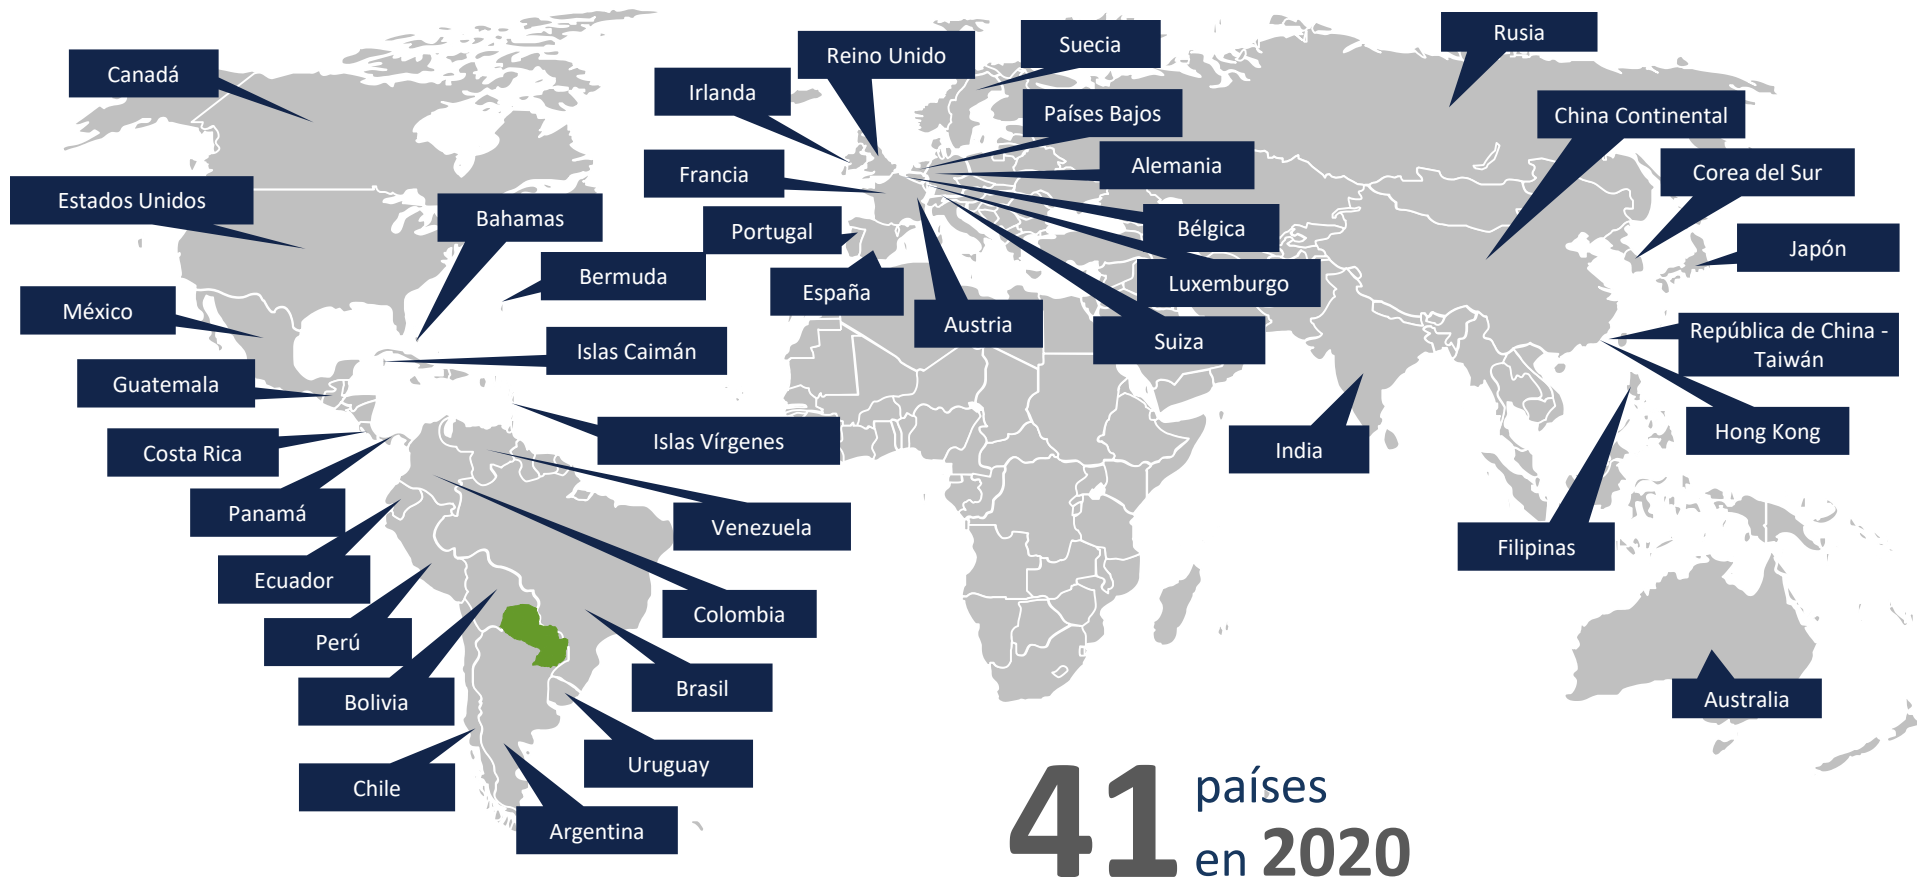 Canadá
Estados Unidos
México
Guatemala
Costa Rica
Panamá
Ecuador
Perú
Bolivia
Chile
Argentina
Uruguay
Brasil
Colombia
Venezuela
Islas Vírgenes
Islas Caimán
Bermuda
Bahamas
Reino Unido
Suecia
Irlanda
Países Bajos
Francia
Alemania
Portugal
Bélgica
España
Luxemburgo
Austria
Suiza
Rusia
China Continental
Corea del Sur
Japón
República de China -
Taiwán
Hong Kong
India
Filipinas
Australia
41 países
en 2020